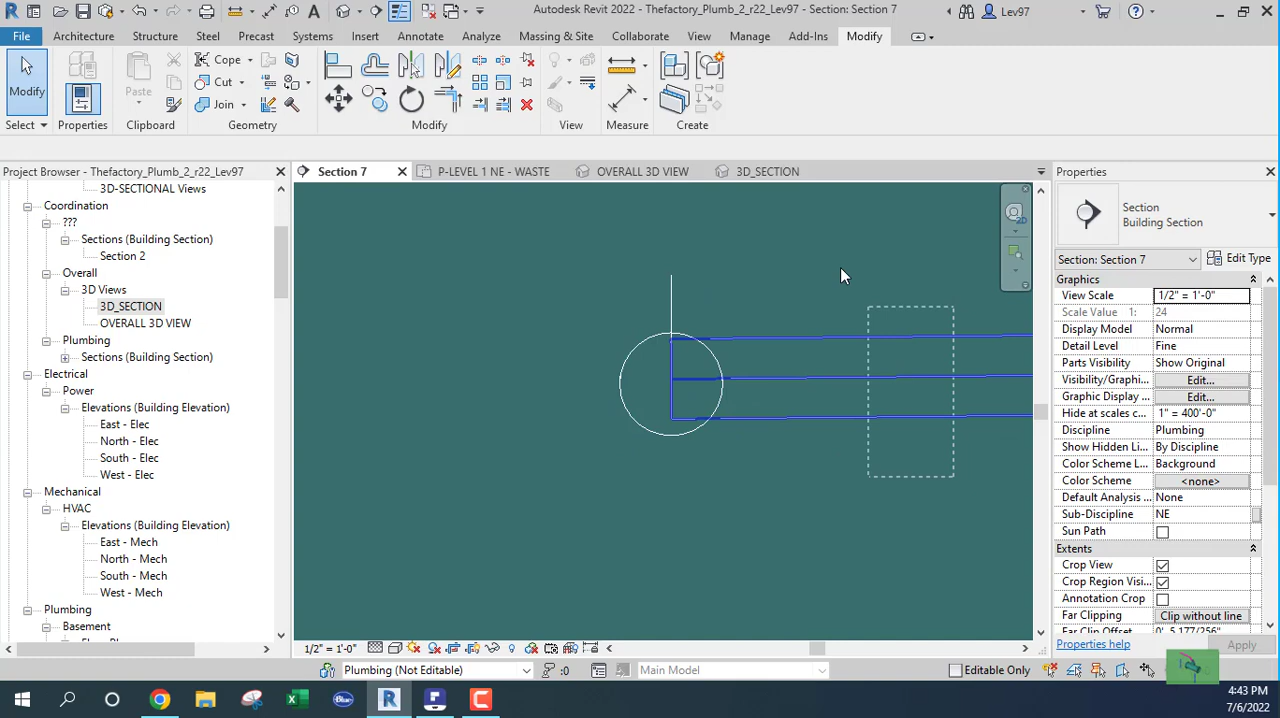 Autodesk Revit 2022 - Thefactory_Plumb_2_r22_Lev97 - Section: Section 7
Lev97
File Architecture Structure Steel Precast Systems Insert Annotate Analyze Massing & Site Collaborate View Manage Add-Ins Modify
Modify
Properties
Paste
Cope
Cut
Join
Select Properties Clipboard Geometry Modify View Measure Create
Project Browser - Thefactory_Plumb_2_r22_Lev97
Section 7 P-LEVEL 1 NE - WASTE OVERALL 3D VIEW 3D_SECTION
3D-SECTIONAL Views
Coordination
???
Sections (Building Section)
Section 2
Overall
3D Views
3D_SECTION
OVERALL 3D VIEW
Plumbing
Sections (Building Section)
Electrical
Power
Elevations (Building Elevation)
East - Elec
North - Elec
South - Elec
West - Elec
Mechanical
HVAC
Elevations (Building Elevation)
East - Mech
North - Mech
South - Mech
West - Mech
Plumbing
Basement
2D
Properties
Section
Building Section
Section: Section 7 Edit Type
Graphics
View Scale 1/2" = 1'-0"
Scale Value 1: 24
Display Model Normal
Detail Level Fine
Parts Visibility Show Original
Visibility/Graphi... Edit...
Graphic Display ... Edit...
Hide at scales c... 1" = 400'-0"
Discipline Plumbing
Show Hidden Li... By Discipline
Color Scheme L... Background
Color Scheme <none>
Default Analysis ... None
Sub-Discipline NE
Sun Path
Extents
Crop View
Crop Region Visi...
Annotation Crop
Far Clipping Clip without line
Far Clip Offset 0' 5 177/256"
Properties help Apply
1/2" = 1'-0"
Plumbing (Not Editable) :0 Main Model Editable Only
4:43 PM
7/6/2022